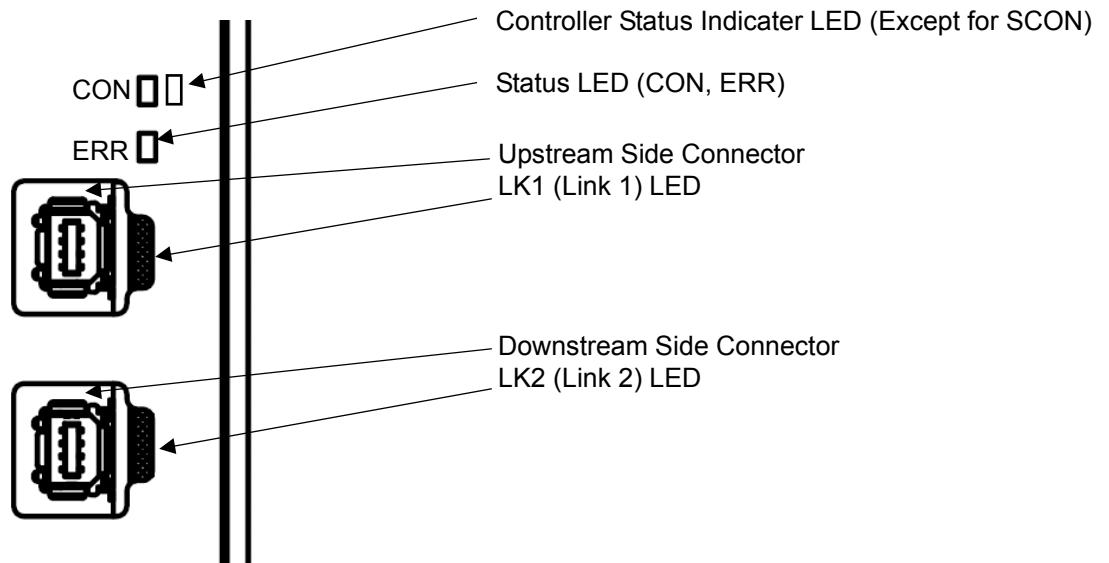 Controller Status Indicater LED (Except for SCON)
CON
Status LED (CON, ERR)
ERR
Upstream Side Connector
LK1 (Link 1) LED
Downstream Side Connector
LK2 (Link 2) LED